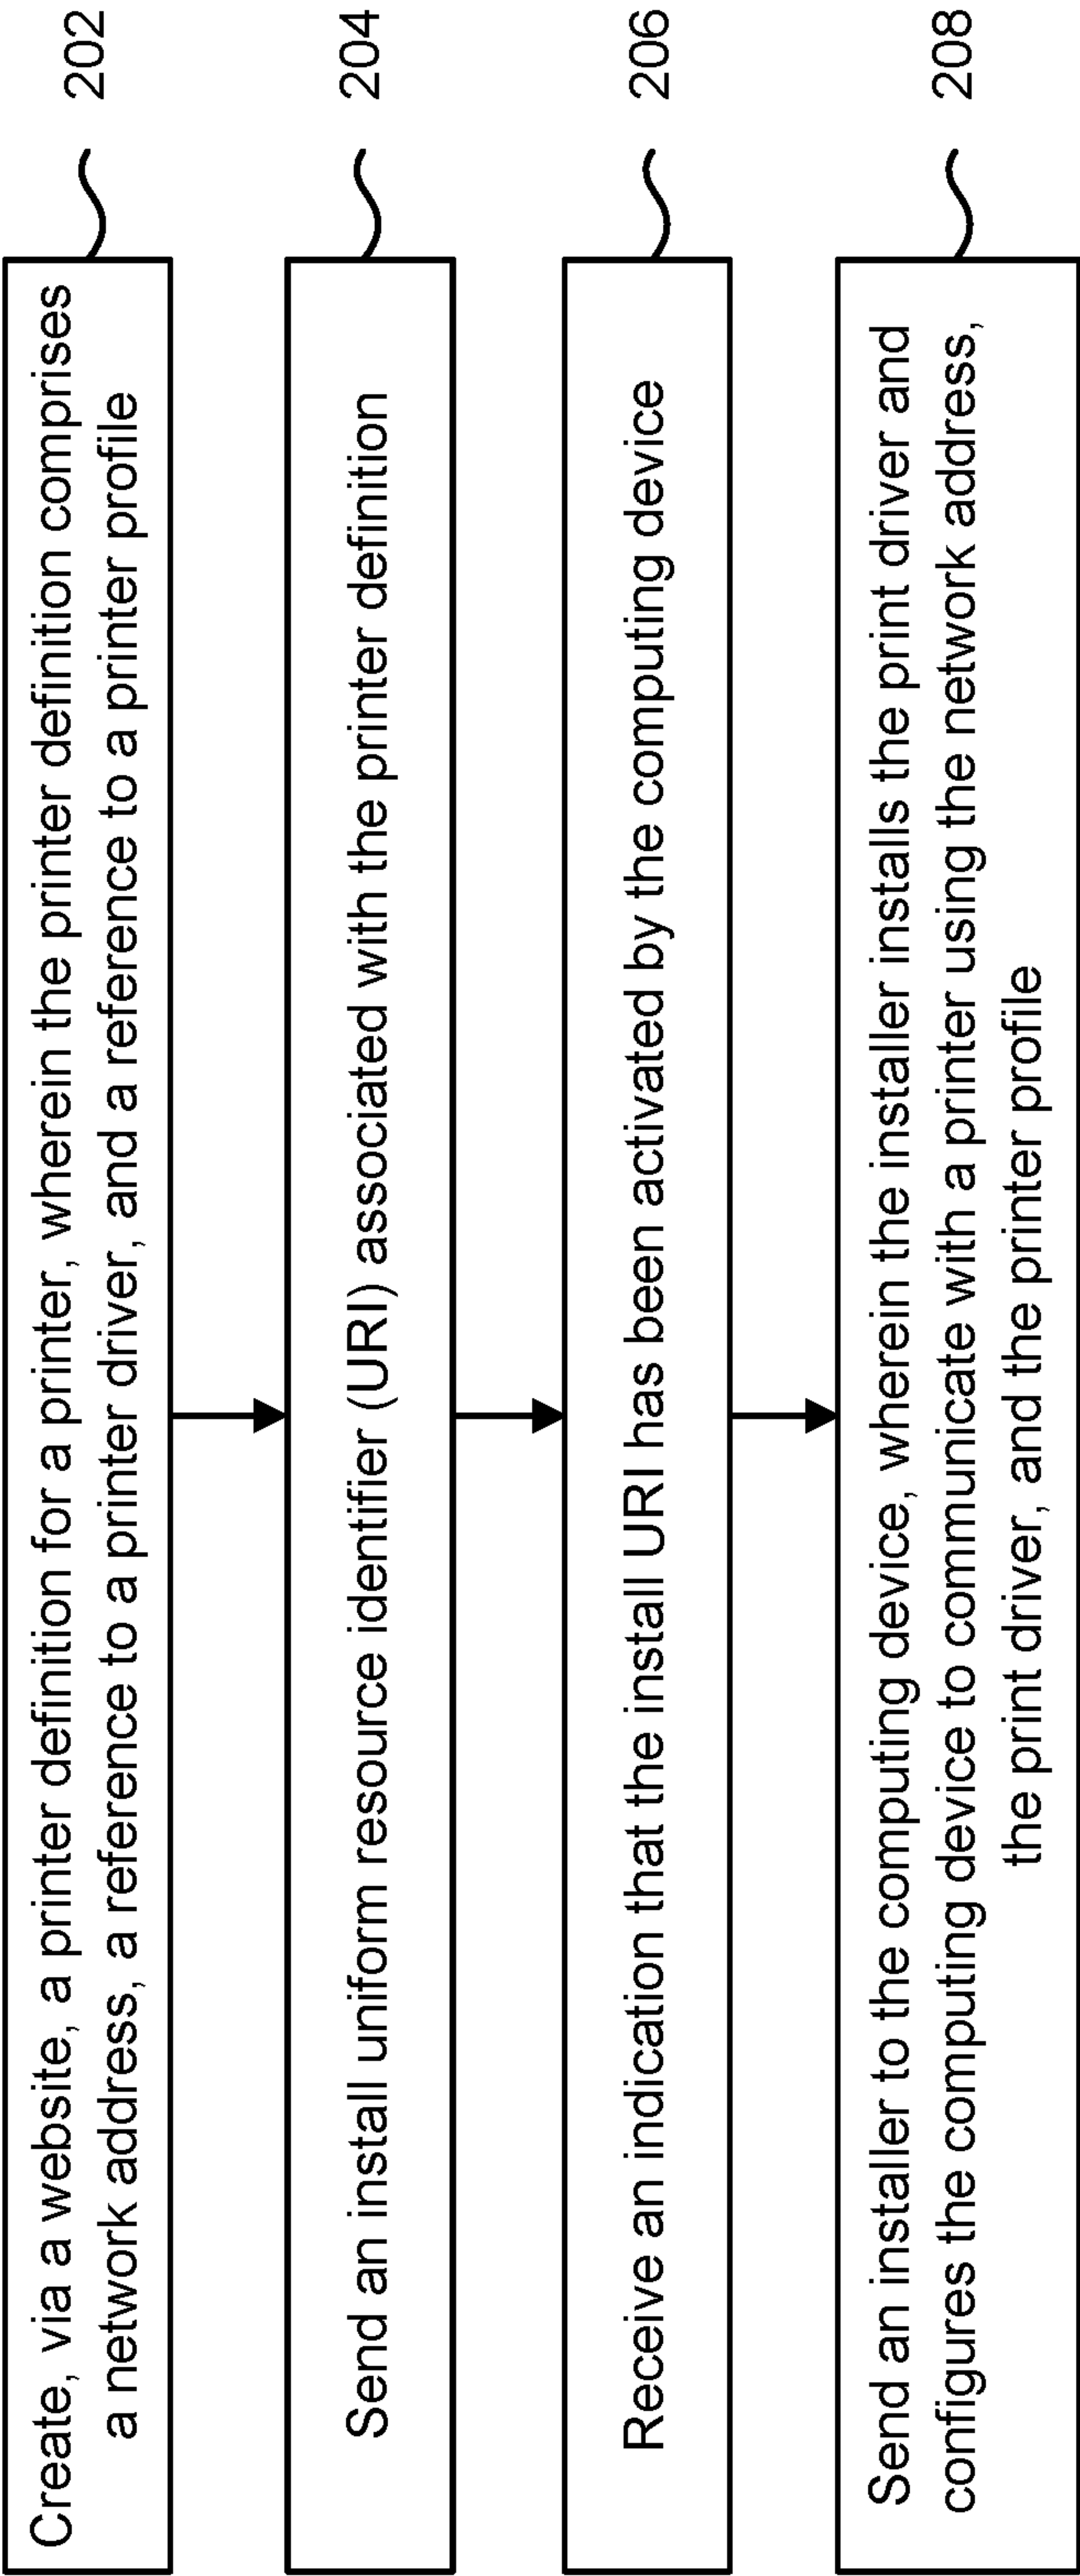 Create, via a website, a printer definition for a printer, wherein the printer definition comprises
a network address, a reference to a printer driver, and a reference to a printer profile
202
Send an install uniform resource identifier (URI) associated with the printer definition
204
Receive an indication that the install URI has been activated by the computing device
206
Send an installer to the computing device, wherein the installer installs the print driver and
configures the computing device to communicate with a printer using the network address,
the print driver, and the printer profile
208